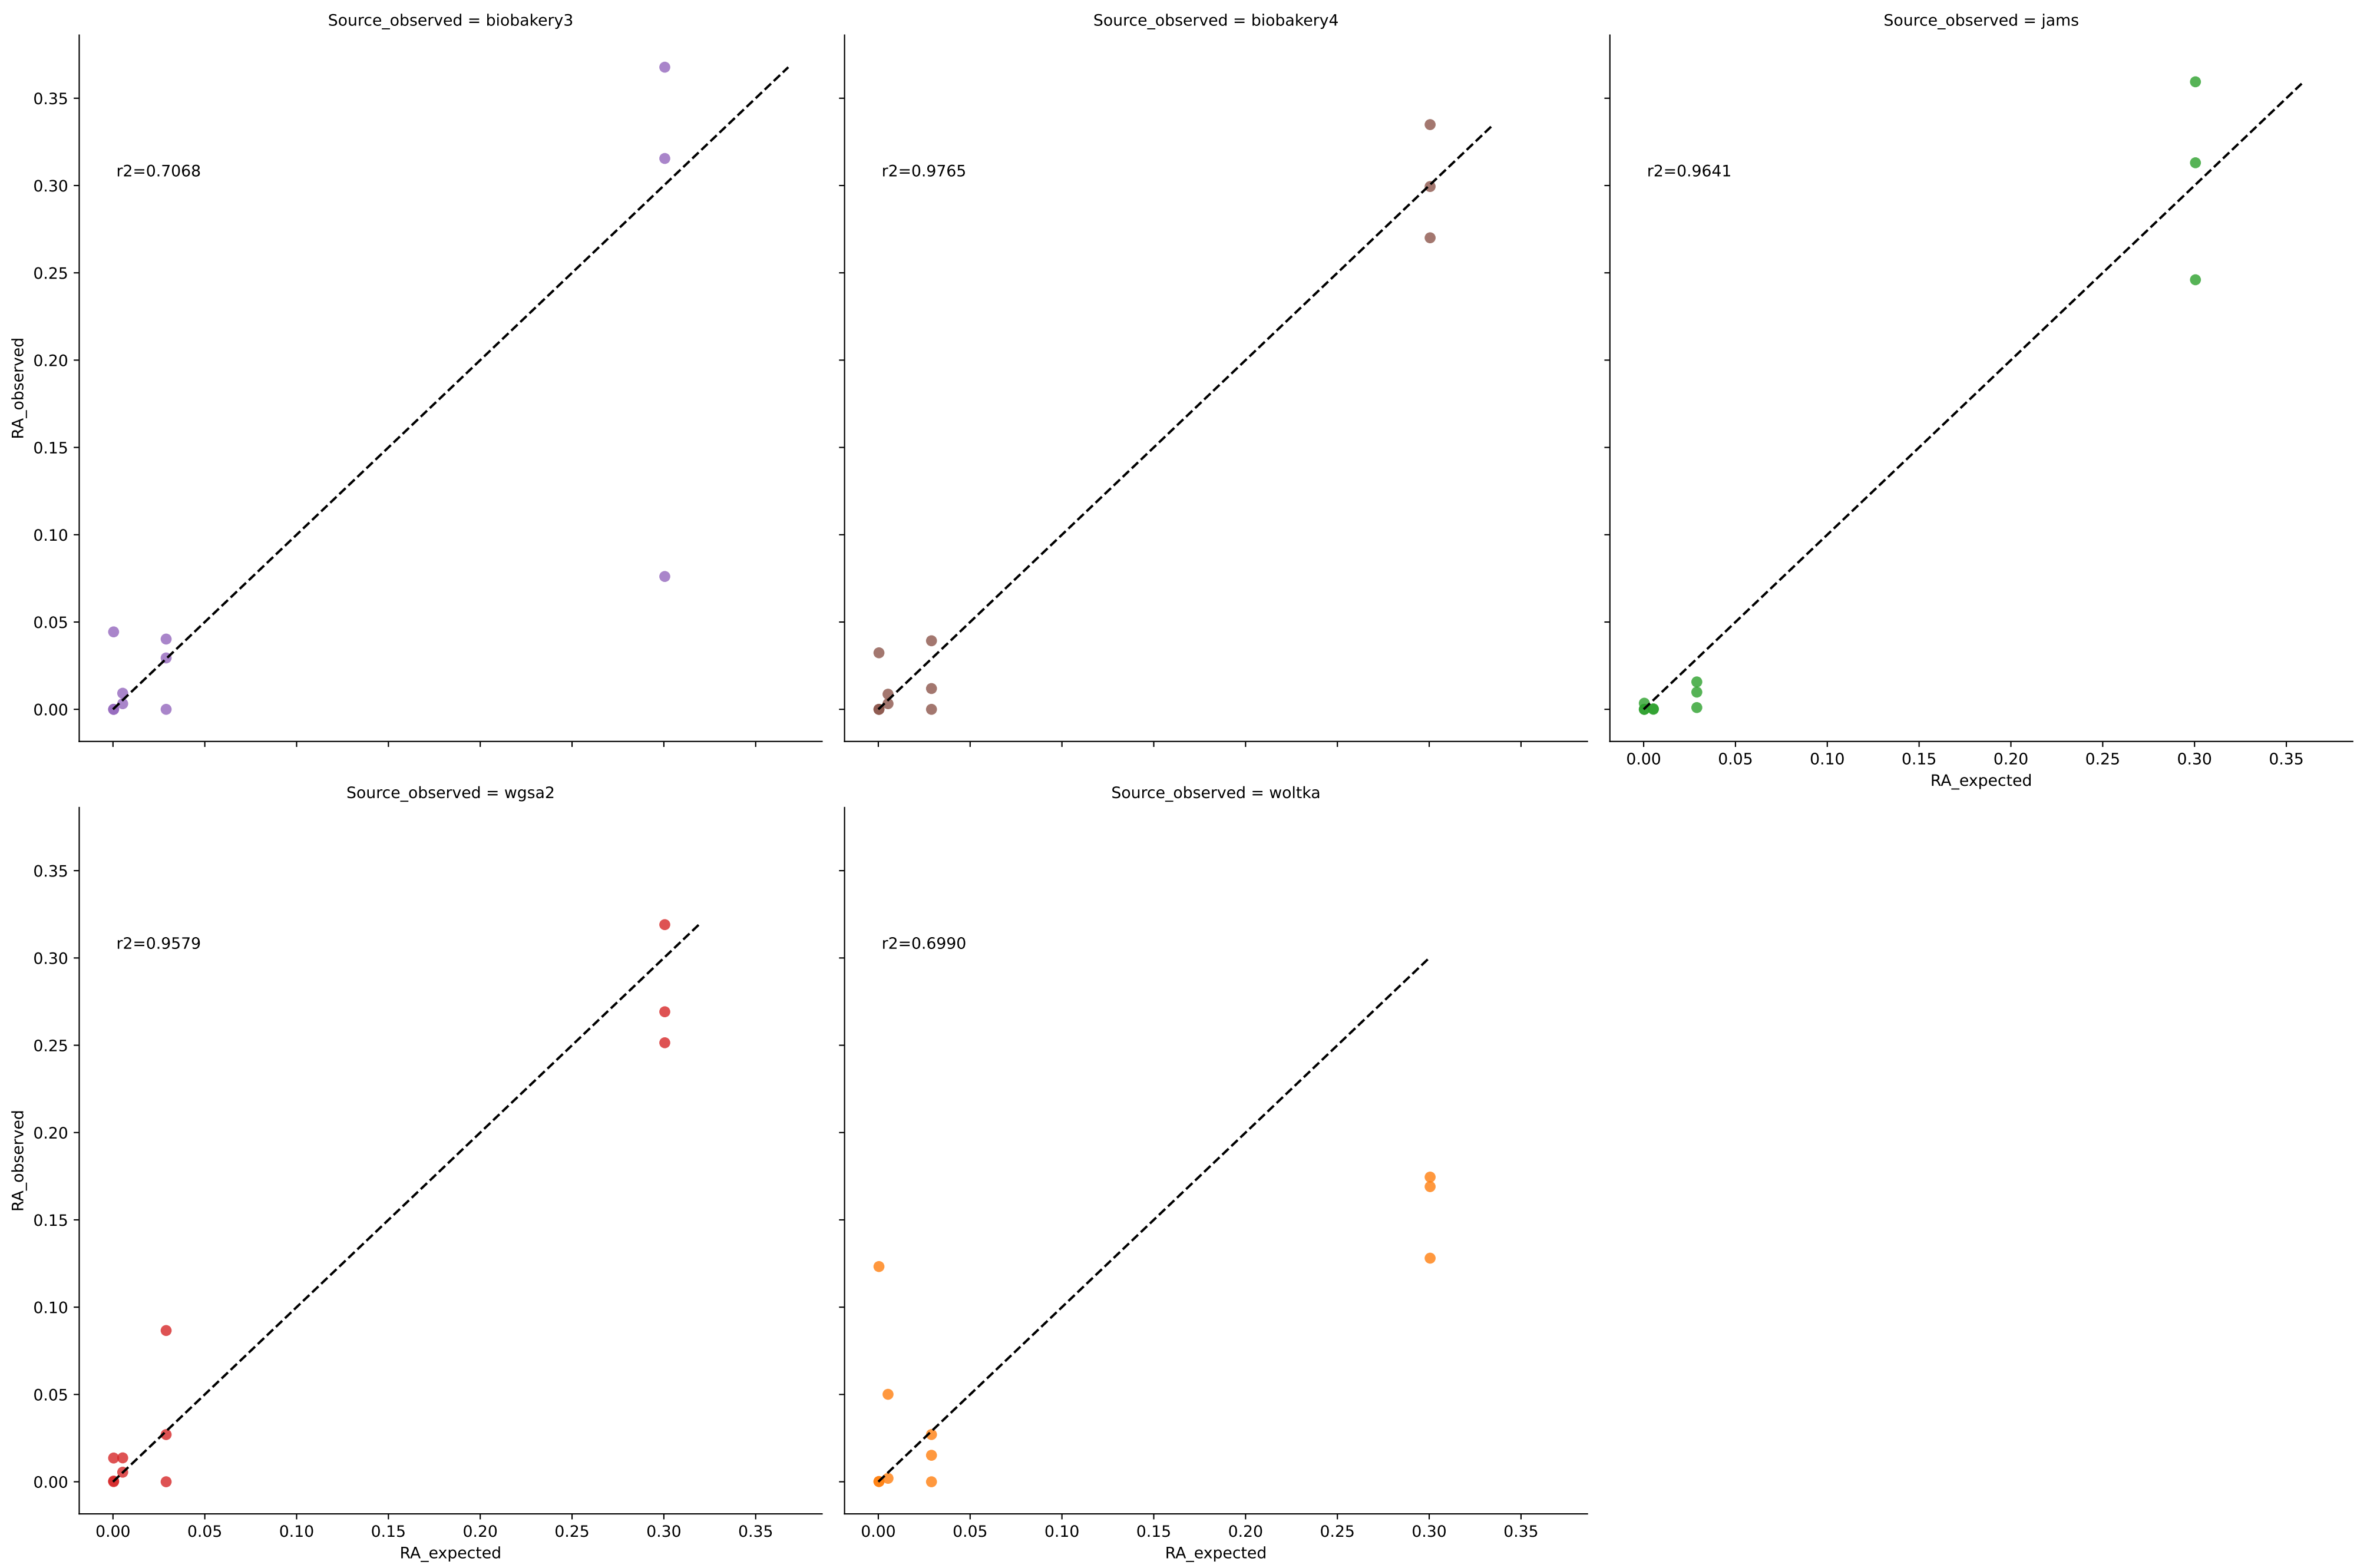 Source_observed = biobakery3
Source_observed = biobakery4
Source_observed = jams
0.35
0.30
0.25
0.20
0.15
0.10
0.05
0.00
RA_observed
r2=0.7068
r2=0.9765
r2=0.9641
0.00 0.05 0.10 0.15 0.20 0.25 0.30 0.35
RA_expected
Source_observed = wgsa2
Source_observed = woltka
0.35
0.30
0.25
0.20
0.15
0.10
0.05
0.00
RA_observed
r2=0.9579
r2=0.6990
0.00 0.05 0.10 0.15 0.20 0.25 0.30 0.35
RA_expected
0.00 0.05 0.10 0.15 0.20 0.25 0.30 0.35
RA_expected